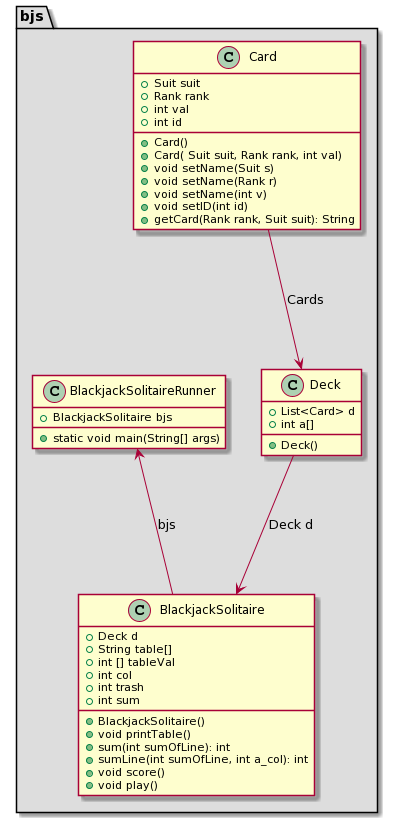 bjs
C Card
Suit suit
Rank rank
int val
int id
Card()
Card( Suit suit, Rank rank, int val)
void setName(Suit s)
void setName(Rank r)
void setName(int v)
void setID(int id)
getCard(Rank rank, Suit suit): String
Cards
C BlackjackSolitaireRunner
BlackjackSolitaire bjs
static void main(String[] args)
C Deck
List<Card> d
int a[]
Deck()
bjs
Deck d
C BlackjackSolitaire
Deck d
String table[]
int [] tableVal
int col
int trash
int sum
BlackjackSolitaire()
void printTable()
sum(int sumOfLine): int
sumLine(int sumOfLine, int a_col): int
void score()
void play()